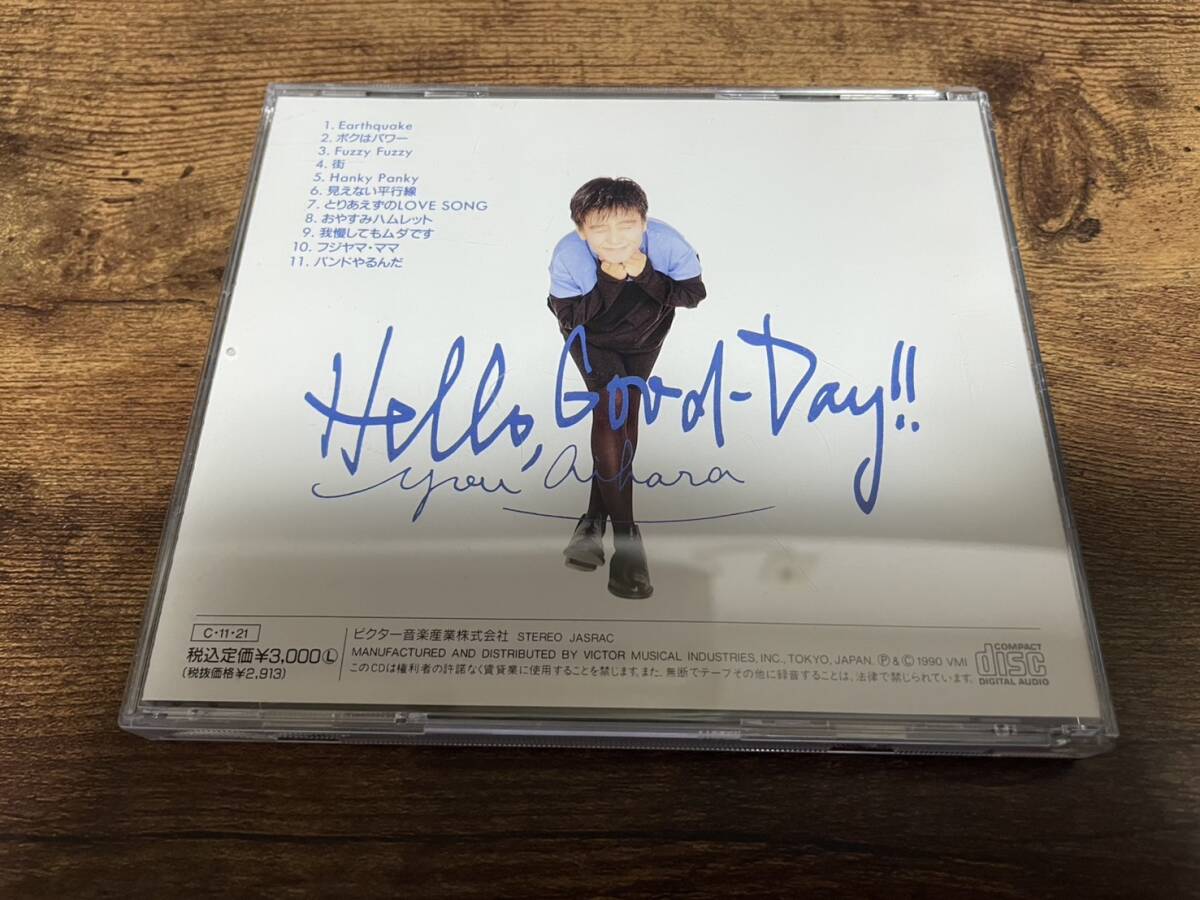 1. Earthquake
2. ボクはパワー
3. Fuzzy Fuzzy
4. 街
5. Hanky Panky
6. 見えない平行線
7. とりあえずのLOVE SONG
8. おやすみハムレット
9. 我慢してもムダです
10. フジヤマ・ママ
11. バンドやるんだ
Hello, Good-Day!!
you aihara
C・11・21
税込定価¥3,000Ⓛ
(税抜価格¥2,913)
ビクター音楽産業株式会社 STEREO JASRAC
MANUFACTURED AND DISTRIBUTED BY VICTOR MUSICAL INDUSTRIES, INC., TOKYO, JAPAN. Ⓟ&Ⓒ 1990 VMI
このCDは権利者の許諾なく賃貸業に使用することを禁じます。また、無断でテープその他に録音することは、法律で禁じられています。
COMPACT
disc
DIGITAL AUDIO